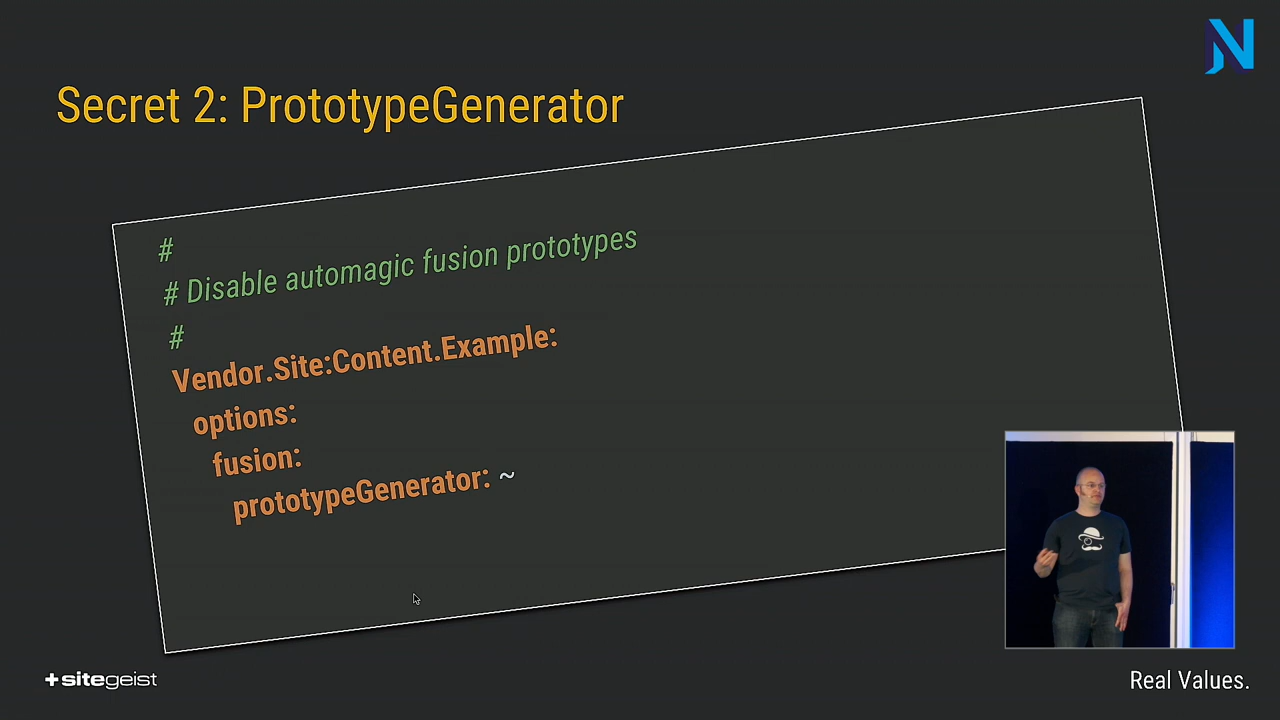 Secret 2: PrototypeGenerator
#
# Disable automagic fusion prototypes
#
Vendor.Site:Content.Example:
options:
fusion:
prototypeGenerator: ~
+sitegeist
Real Values.